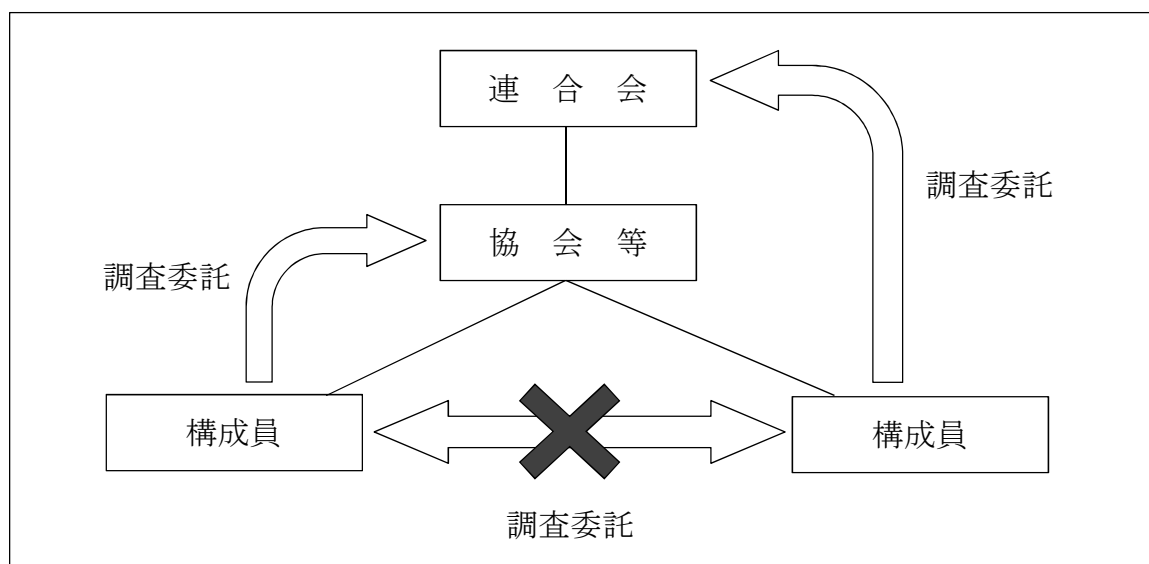 連　合　会
調査委託
協　会　等
調査委託
構成員
構成員
調査委託